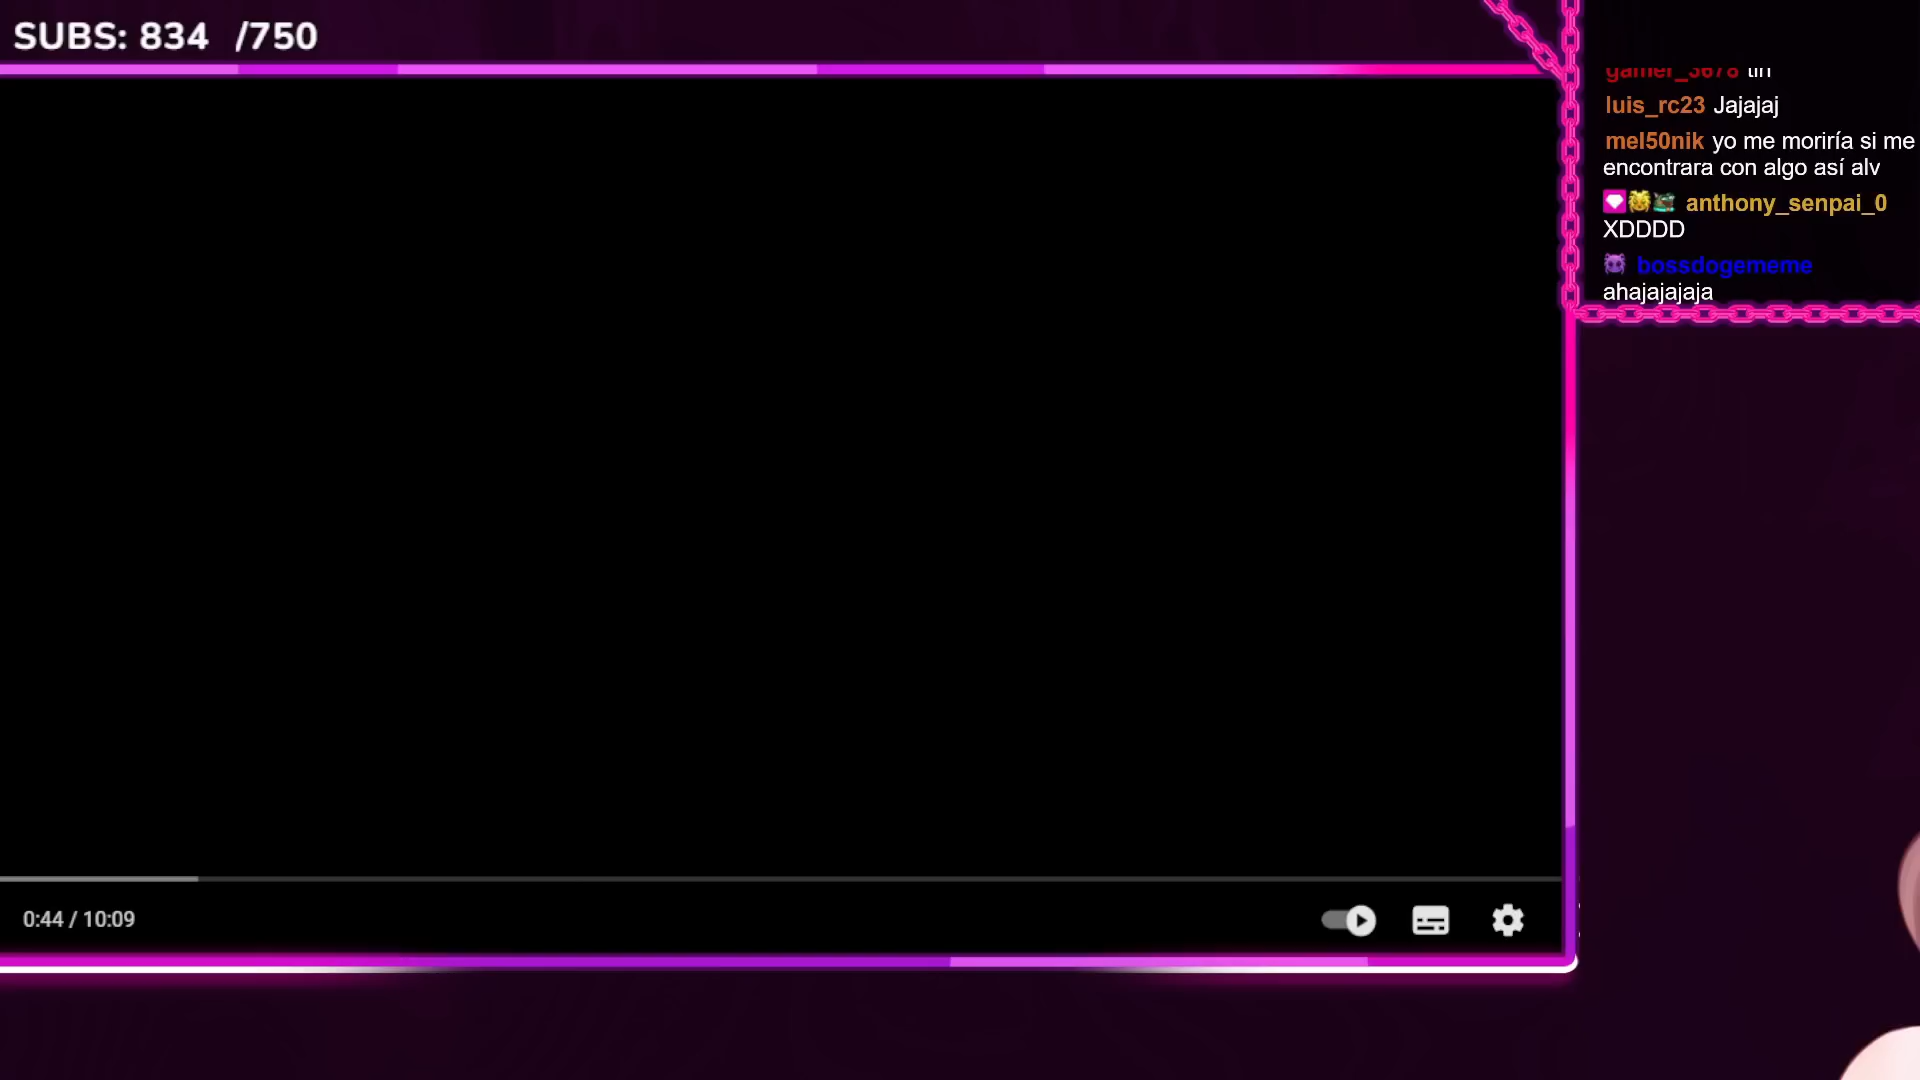 SUBS: 834 /750
luis_rc23 Jajajaj
mel50nik yo me moriría si me
encontrara con algo así alv
anthony_senpai_0
XDDDD
bossdogememe
ahajajajaja
0:44 / 10:09